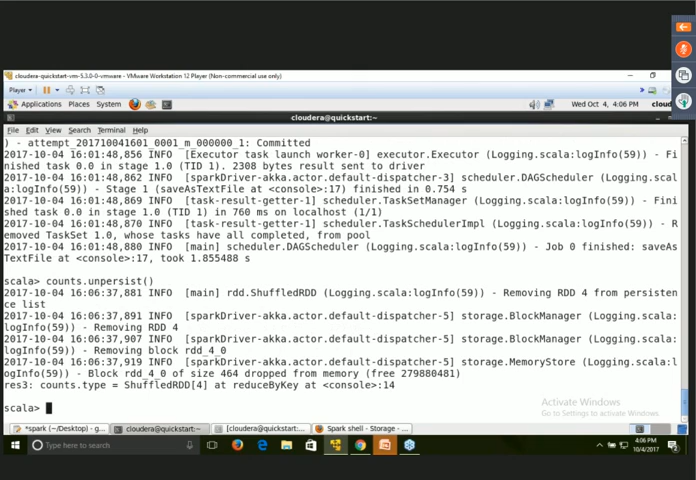 cloudera-quickstart-vm-5.3.0-0-vmware - VMware Workstation 12 Player (Non-commercial use only)
Player
Applications Places System Wed Oct 4, 4:06 PM cloud
cloudera@quickstart:~
File Edit View Search Terminal Help
) - attempt_201710041601_0001_m_000000_1: Committed
2017-10-04 16:01:48,856 INFO [Executor task launch worker-0] executor.Executor (Logging.scala:logInfo(59)) - Fi
nished task 0.0 in stage 1.0 (TID 1). 2308 bytes result sent to driver
2017-10-04 16:01:48,862 INFO [sparkDriver-akka.actor.default-dispatcher-3] scheduler.DAGScheduler (Logging.scal
a:logInfo(59)) - Stage 1 (saveAsTextFile at <console>:17) finished in 0.754 s
2017-10-04 16:01:48,869 INFO [task-result-getter-1] scheduler.TaskSetManager (Logging.scala:logInfo(59)) - Fini
shed task 0.0 in stage 1.0 (TID 1) in 760 ms on localhost (1/1)
2017-10-04 16:01:48,870 INFO [task-result-getter-1] scheduler.TaskSchedulerImpl (Logging.scala:logInfo(59)) - R
emoved TaskSet 1.0, whose tasks have all completed, from pool
2017-10-04 16:01:48,880 INFO [main] scheduler.DAGScheduler (Logging.scala:logInfo(59)) - Job 0 finished: saveAs
TextFile at <console>:17, took 1.855488 s
scala> counts.unpersist()
2017-10-04 16:06:37,881 INFO [main] rdd.ShuffledRDD (Logging.scala:logInfo(59)) - Removing RDD 4 from persisten
ce list
2017-10-04 16:06:37,891 INFO [sparkDriver-akka.actor.default-dispatcher-5] storage.BlockManager (Logging.scala:
logInfo(59)) - Removing RDD 4
2017-10-04 16:06:37,907 INFO [sparkDriver-akka.actor.default-dispatcher-5] storage.BlockManager (Logging.scala:
logInfo(59)) - Removing block rdd_4_0
2017-10-04 16:06:37,919 INFO [sparkDriver-akka.actor.default-dispatcher-5] storage.MemoryStore (Logging.scala:l
ogInfo(59)) - Block rdd_4_0 of size 464 dropped from memory (free 279880481)
res3: counts.type = ShuffledRDD[4] at reduceByKey at <console>:14
scala>
Activate Windows
Go to Settings to activate Windows.
*spark (~/Desktop) - g... cloudera@quickstart:~ [cloudera@quickstart:... Spark shell - Storage - ...
Type here to search
4:06 PM
10/4/2017